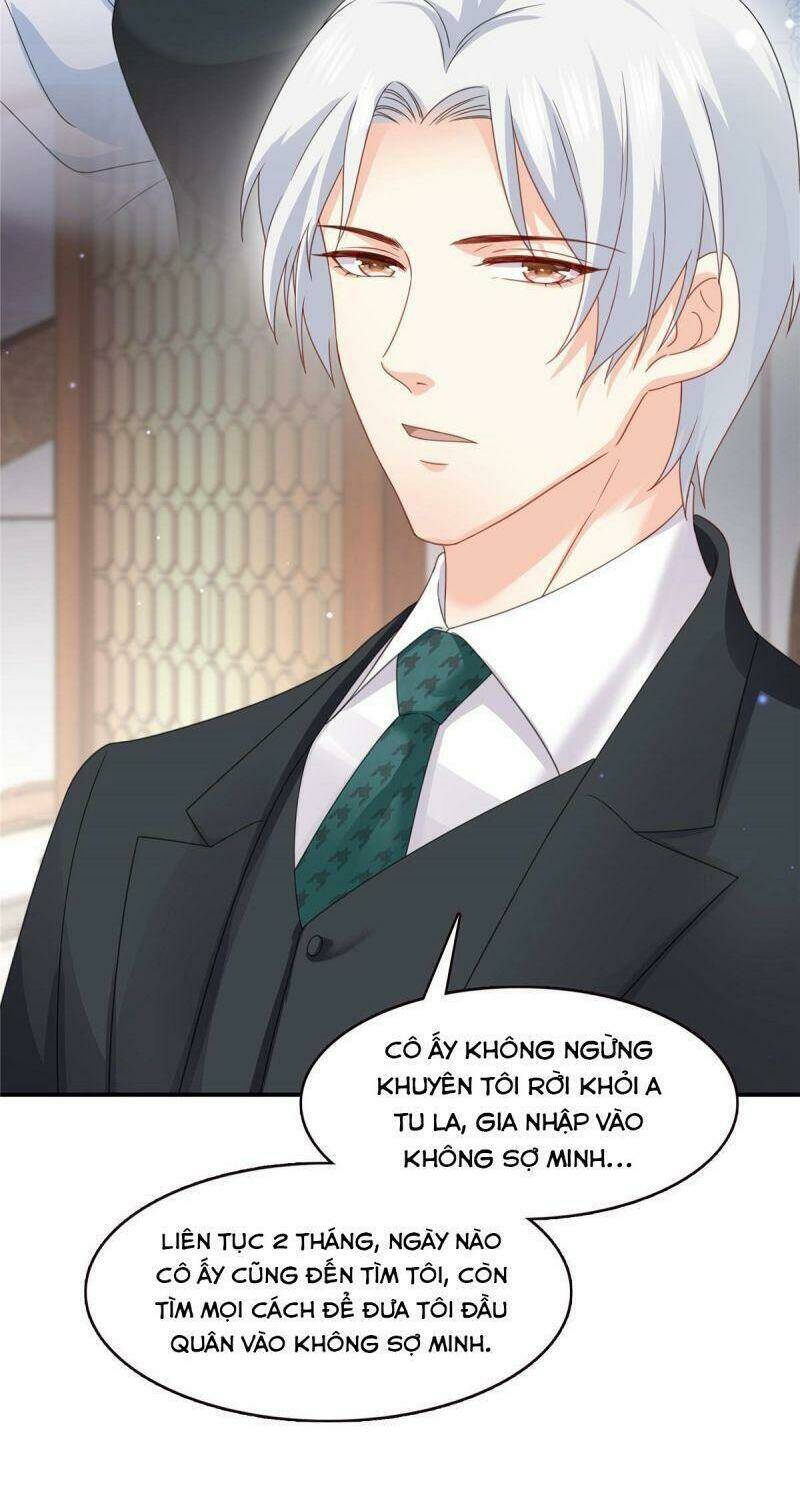 CÔ ẤY KHÔNG NGỪNG
KHUYÊN TÔI RỜI KHỎI A
TU LA, GIA NHẬP VÀO
KHÔNG SỢ MINH...
LIÊN TỤC 2 THÁNG, NGÀY NÀO
CÔ ẤY CŨNG ĐẾN TÌM TÔI, CÒN
TÌM MỌI CÁCH ĐỂ ĐƯA TÔI ĐẦU
QUÂN VÀO KHÔNG SỢ MINH.